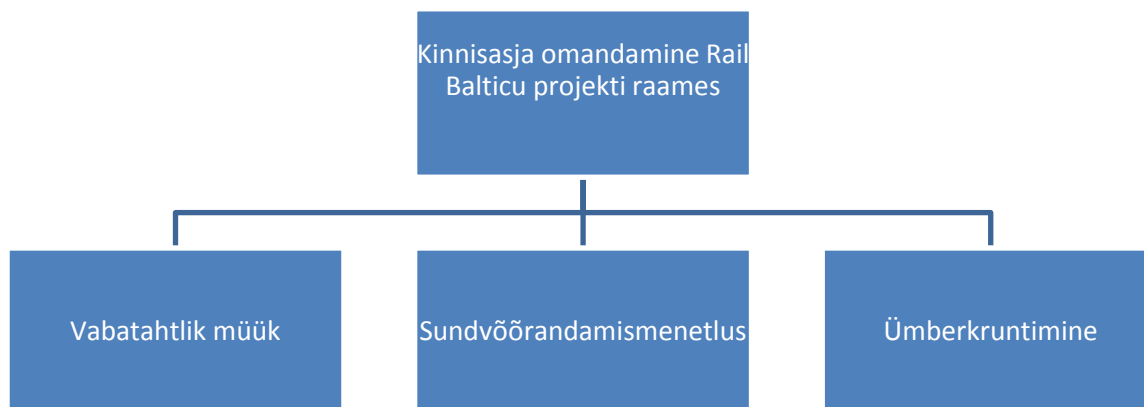 Kinnisasja omandamine Rail
Balticu projekti raames
Vabatahtlik müük
Sundvõõrandamismenetlus
Ümberkruntimine